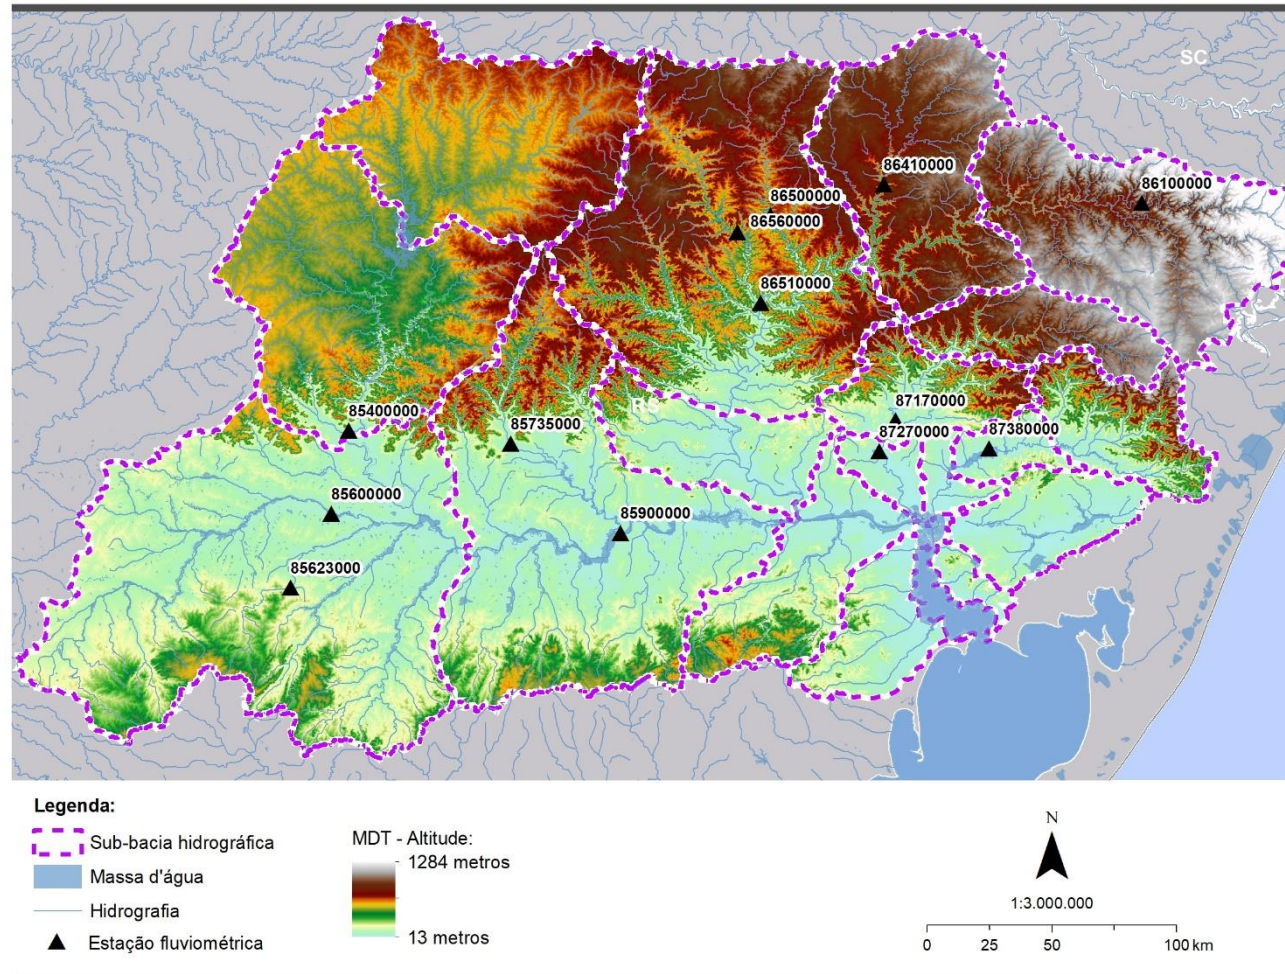 SC
86410000
86100000
86500000
86560000
86510000
RS
85400000
85735000
87170000
87270000
87380000
85600000
85900000
85623000
Legenda:
Sub-bacia hidrográfica
Massa d'água
Hidrografia
Estação fluviométrica
MDT - Altitude:
1284 metros
13 metros
N
1:3.000.000
0 25 50 100 km